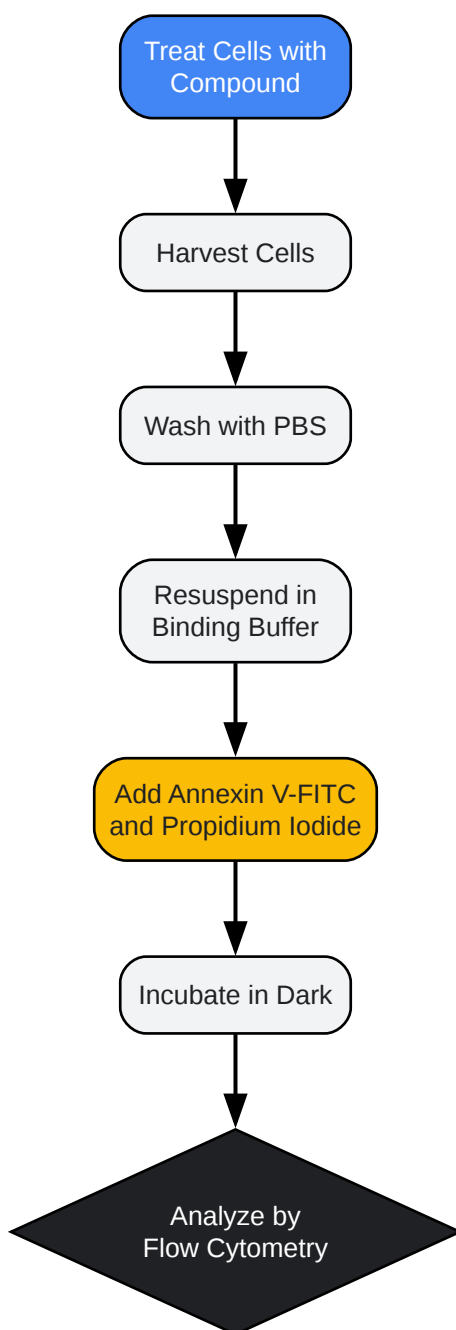 Treat Cells with
Compound
Harvest Cells
Wash with PBS
Resuspend in
Binding Buffer
Add Annexin V-FITC
and Propidium Iodide
Incubate in Dark
Analyze by
Flow Cytometry